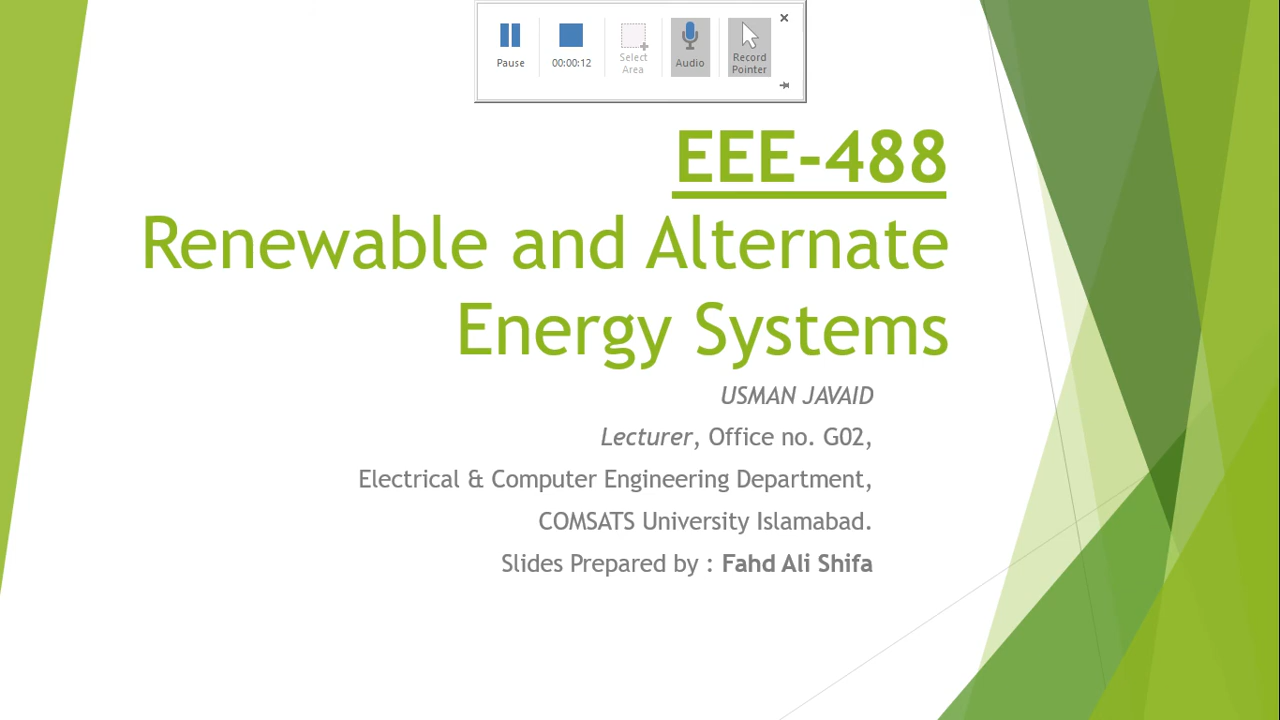 Pause
00:00:12
Select
Area
Audio
Record
Pointer
EEE-488
Renewable and Alternate
Energy Systems
USMAN JAVAID
Lecturer, Office no. G02,
Electrical & Computer Engineering Department,
COMSATS University Islamabad.
Slides Prepared by : Fahd Ali Shifa